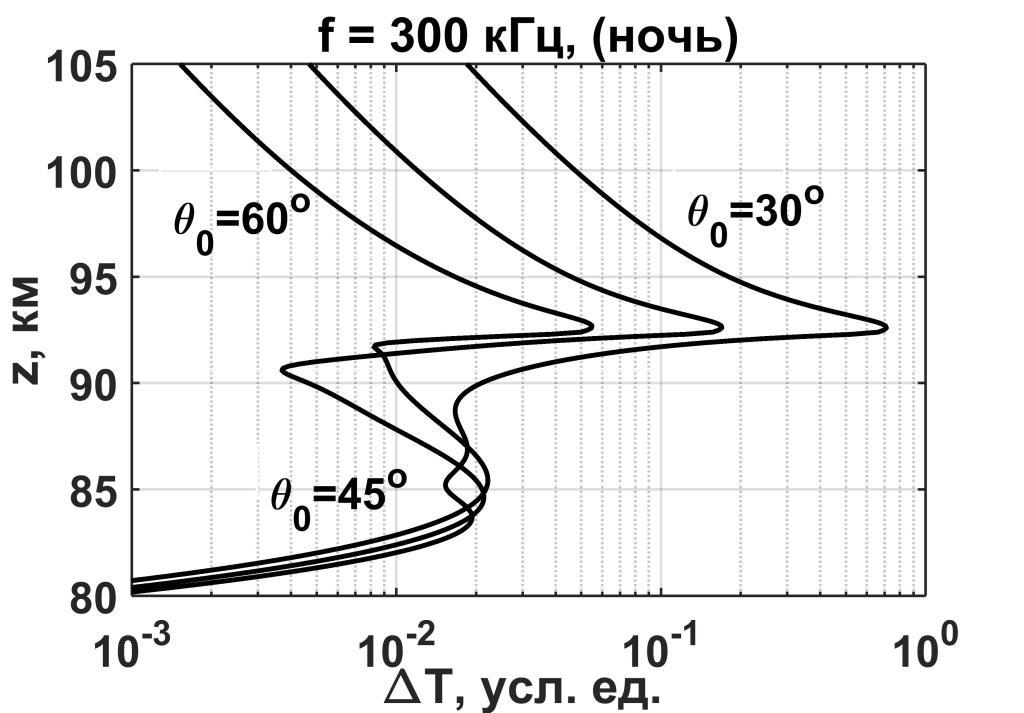 f = 300 кГц, (ночь)
105
100
95
90
85
80
z, км
θ₀=60°
θ₀=30°
θ₀=45°
10⁻³
10⁻²
10⁻¹
10⁰
ΔT, усл. ед.